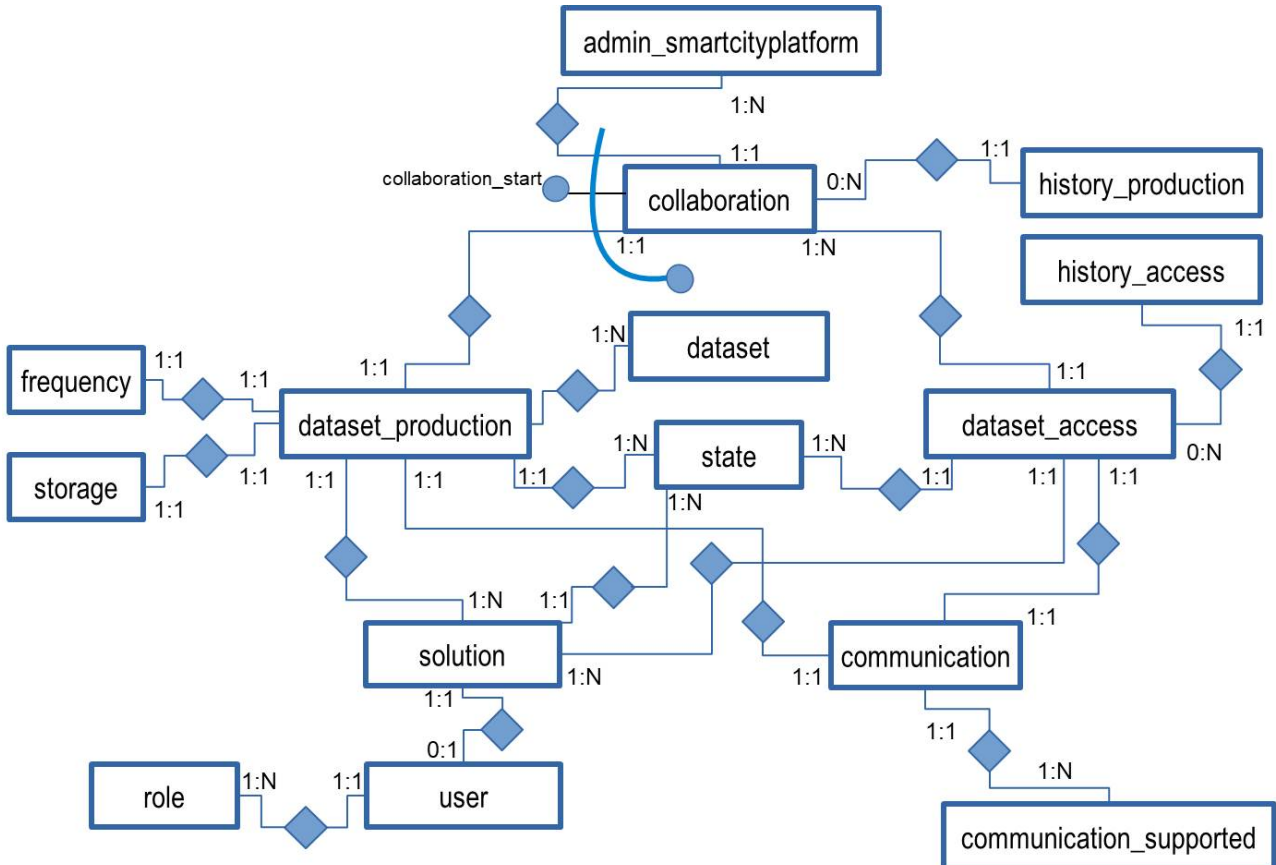 admin_smartcityplatform
1:N
1:1
1:1
collaboration_start
collaboration
0:N
history_production
1:1
1:N
history_access
1:1
1:N
dataset
1:1
1:1
1:1
1:1
frequency
dataset_production
dataset_access
1:N
state
1:N
0:N
storage
1:1
1:1
1:1
1:1
1:1
1:1
1:1
1:1
1:N
1:N
1:1
1:1
solution
communication
1:N
1:1
1:1
1:1
0:1
1:N
1:1
1:N
role
user
communication_supported